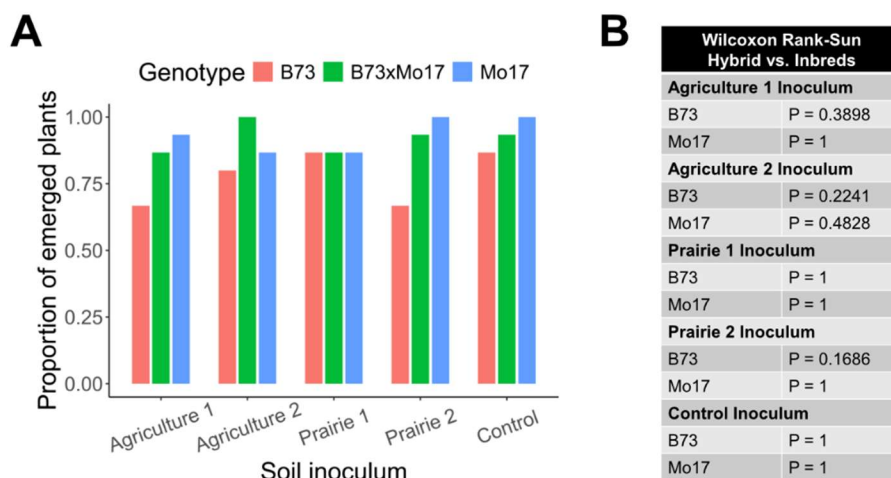 A
Genotype B73 B73xMo17 Mo17
Proportion of emerged plants
1.00
0.75
0.50
0.25
0.00
Agriculture 1
Agriculture 2
Prairie 1
Prairie 2
Control
Soil inoculum
B
Wilcoxon Rank-Sun
Hybrid vs. Inbreds
Agriculture 1 Inoculum
B73 P = 0.3898
Mo17 P = 1
Agriculture 2 Inoculum
B73 P = 0.2241
Mo17 P = 0.4828
Prairie 1 Inoculum
B73 P = 1
Mo17 P = 1
Prairie 2 Inoculum
B73 P = 0.1686
Mo17 P = 1
Control Inoculum
B73 P = 1
Mo17 P = 1